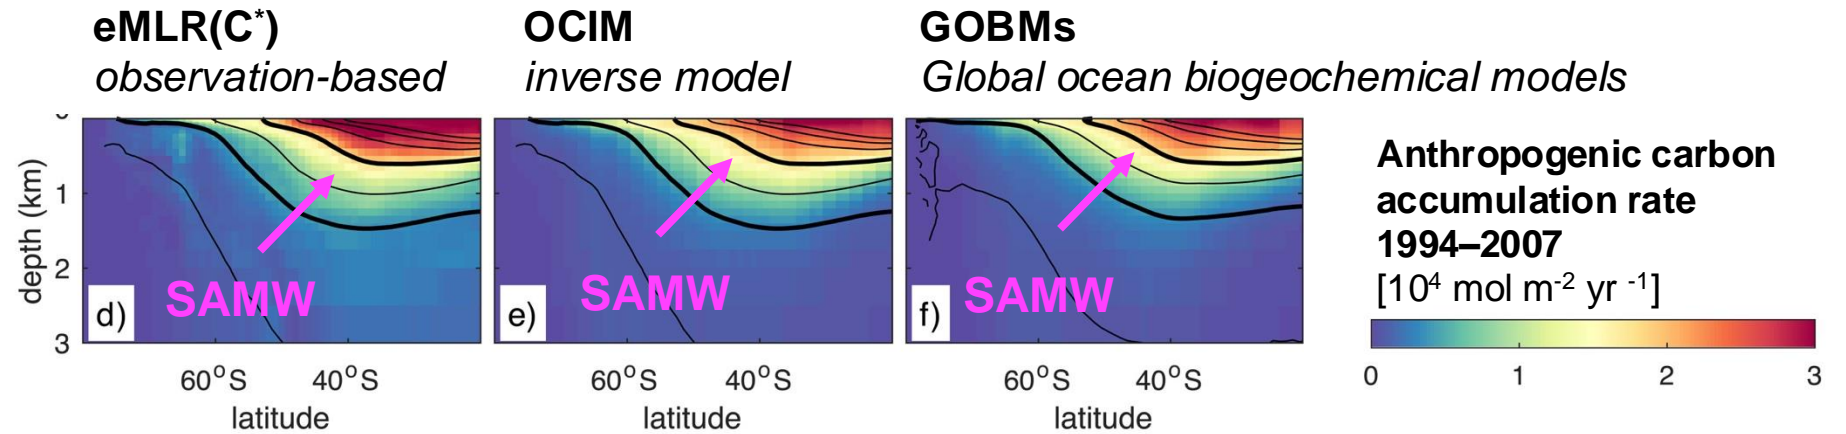 eMLR(C*)
observation-based
OCIM
inverse model
GOBMs
Global ocean biogeochemical models
depth (km)
1
2
3
SAMW
d)
60°S
40°S
latitude
SAMW
e)
60°S
40°S
latitude
SAMW
f)
60°S
40°S
latitude
Anthropogenic carbon
accumulation rate
1994–2007
[10⁴ mol m⁻² yr ⁻¹]
0
1
2
3